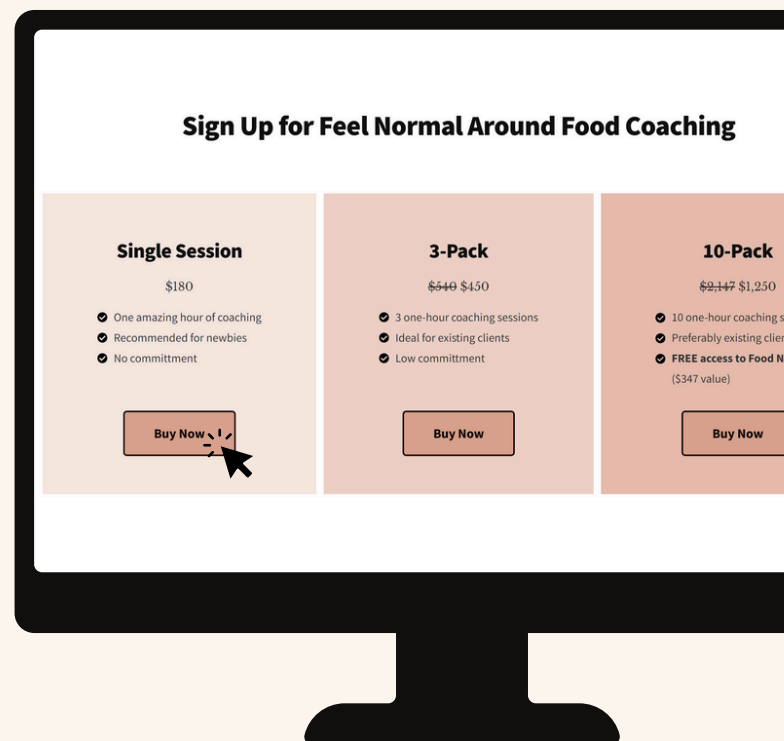 Sign Up for Feel Normal Around Food Coaching
Single Session
$180
One amazing hour of coaching
Recommended for newbies
No committment
Buy Now
3-Pack
$540 $450
3 one-hour coaching sessions
Ideal for existing clients
Low committment
Buy Now
10-Pack
$2,147 $1,250
10 one-hour coaching
Preferably existing
FREE access to Food
($347 value)
Buy Now